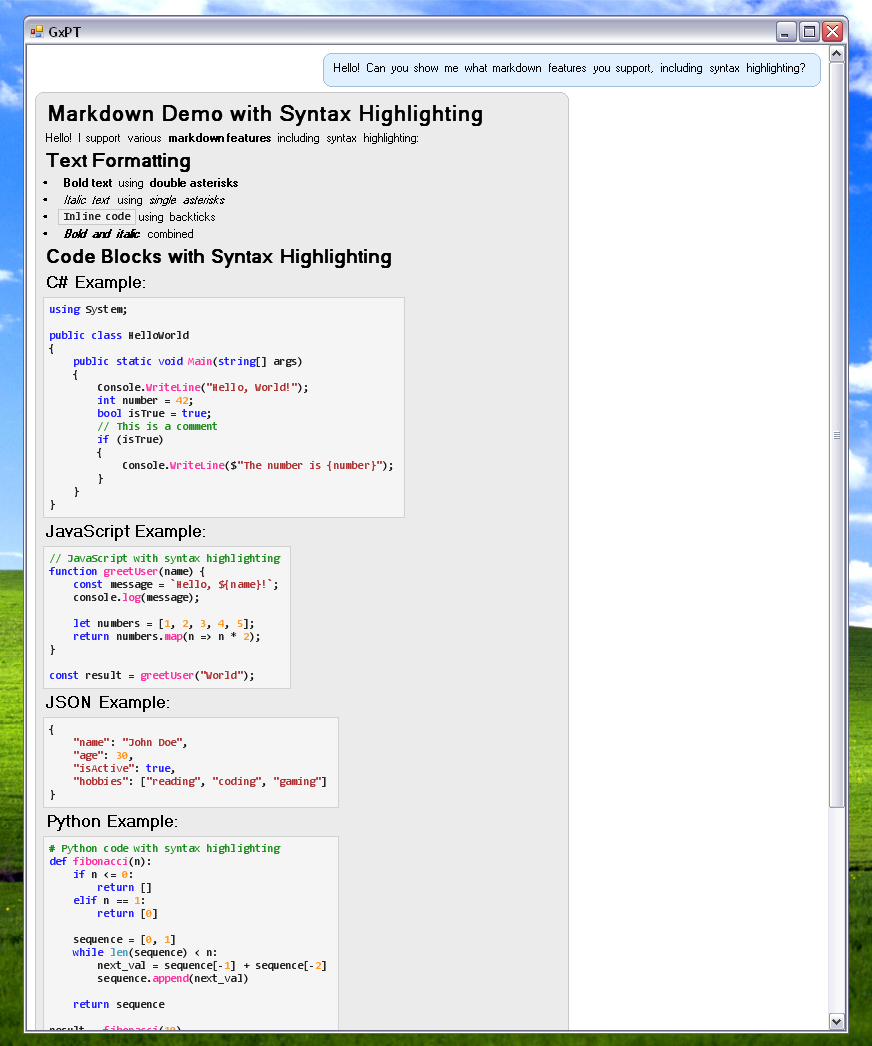 GxPT
Hello! Can you show me what markdown features you support, including syntax highlighting?
Markdown Demo with Syntax Highlighting
Hello! I support various markdown features including syntax highlighting:
Text Formatting
• Bold text using double asterisks
• Italic text using single asterisks
• Inline code using backticks
• Bold and italic combined
Code Blocks with Syntax Highlighting
C# Example:
using System;
public class HelloWorld
{
    public static void Main(string[] args)
    {
        Console.WriteLine("Hello, World!");
        int number = 42;
        bool isTrue = true;
        // This is a comment
        if (isTrue)
        {
            Console.WriteLine($"The number is {number}");
        }
    }
}
JavaScript Example:
// JavaScript with syntax highlighting
function greetUser(name) {
    const message = `Hello, ${name}!`;
    console.log(message);
    let numbers = [1, 2, 3, 4, 5];
    return numbers.map(n => n * 2);
}
const result = greetUser("World");
JSON Example:
{
    "name": "John Doe",
    "age": 30,
    "isActive": true,
    "hobbies": ["reading", "coding", "gaming"]
}
Python Example:
# Python code with syntax highlighting
def fibonacci(n):
    if n <= 0:
        return []
    elif n == 1:
        return [0]
    sequence = [0, 1]
    while len(sequence) < n:
        next_val = sequence[-1] + sequence[-2]
        sequence.append(next_val)
    return sequence
result = fibonacci(10)